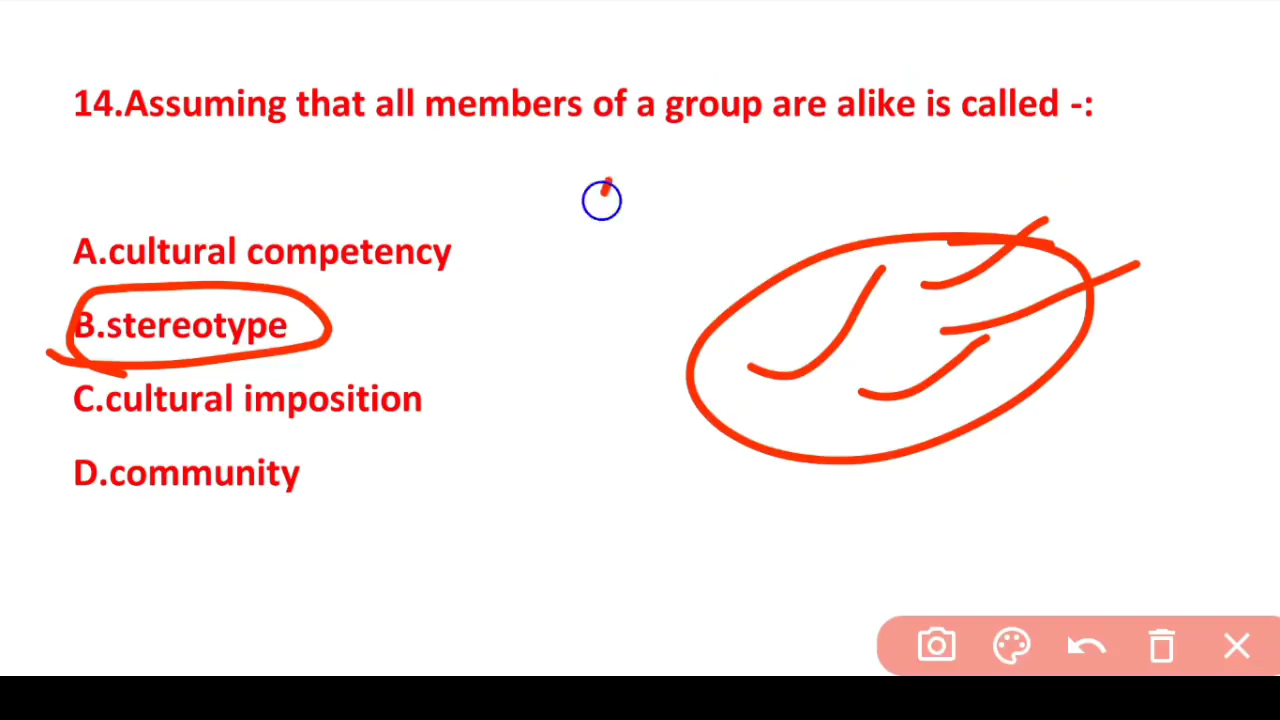 14.Assuming that all members of a group are alike is called -:
A.cultural competency
B.stereotype
C.cultural imposition
D.community